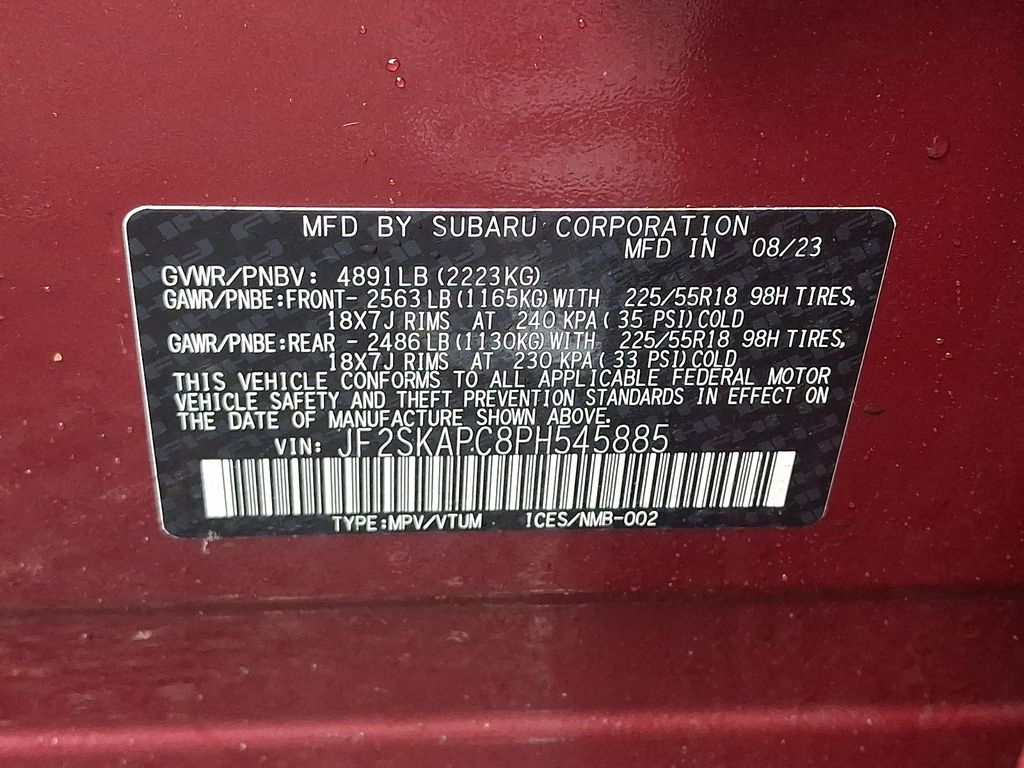 MFD BY SUBARU CORPORATION
MFD IN 08/23
GVWR/PNBV: 4891LB (2223KG)
GAWR/PNBE:FRONT- 2563LB (1165KG) WITH 225/55R18 98H TIRES,
18X7J RIMS AT 240 KPA ( 35 PSI) COLD
GAWR/PNBE:REAR - 2486LB (1130KG) WITH 225/55R18 98H TIRES,
18X7J RIMS AT 230 KPA ( 33 PSI) COLD
THIS VEHICLE CONFORMS TO ALL APPLICABLE FEDERAL MOTOR
VEHICLE SAFETY AND THEFT PREVENTION STANDARDS IN EFFECT ON
THE DATE OF MANUFACTURE SHOWN ABOVE.
VIN: JF2SKAPC8PH545885
TYPE:MPV/VTUM ICES/NMB-002